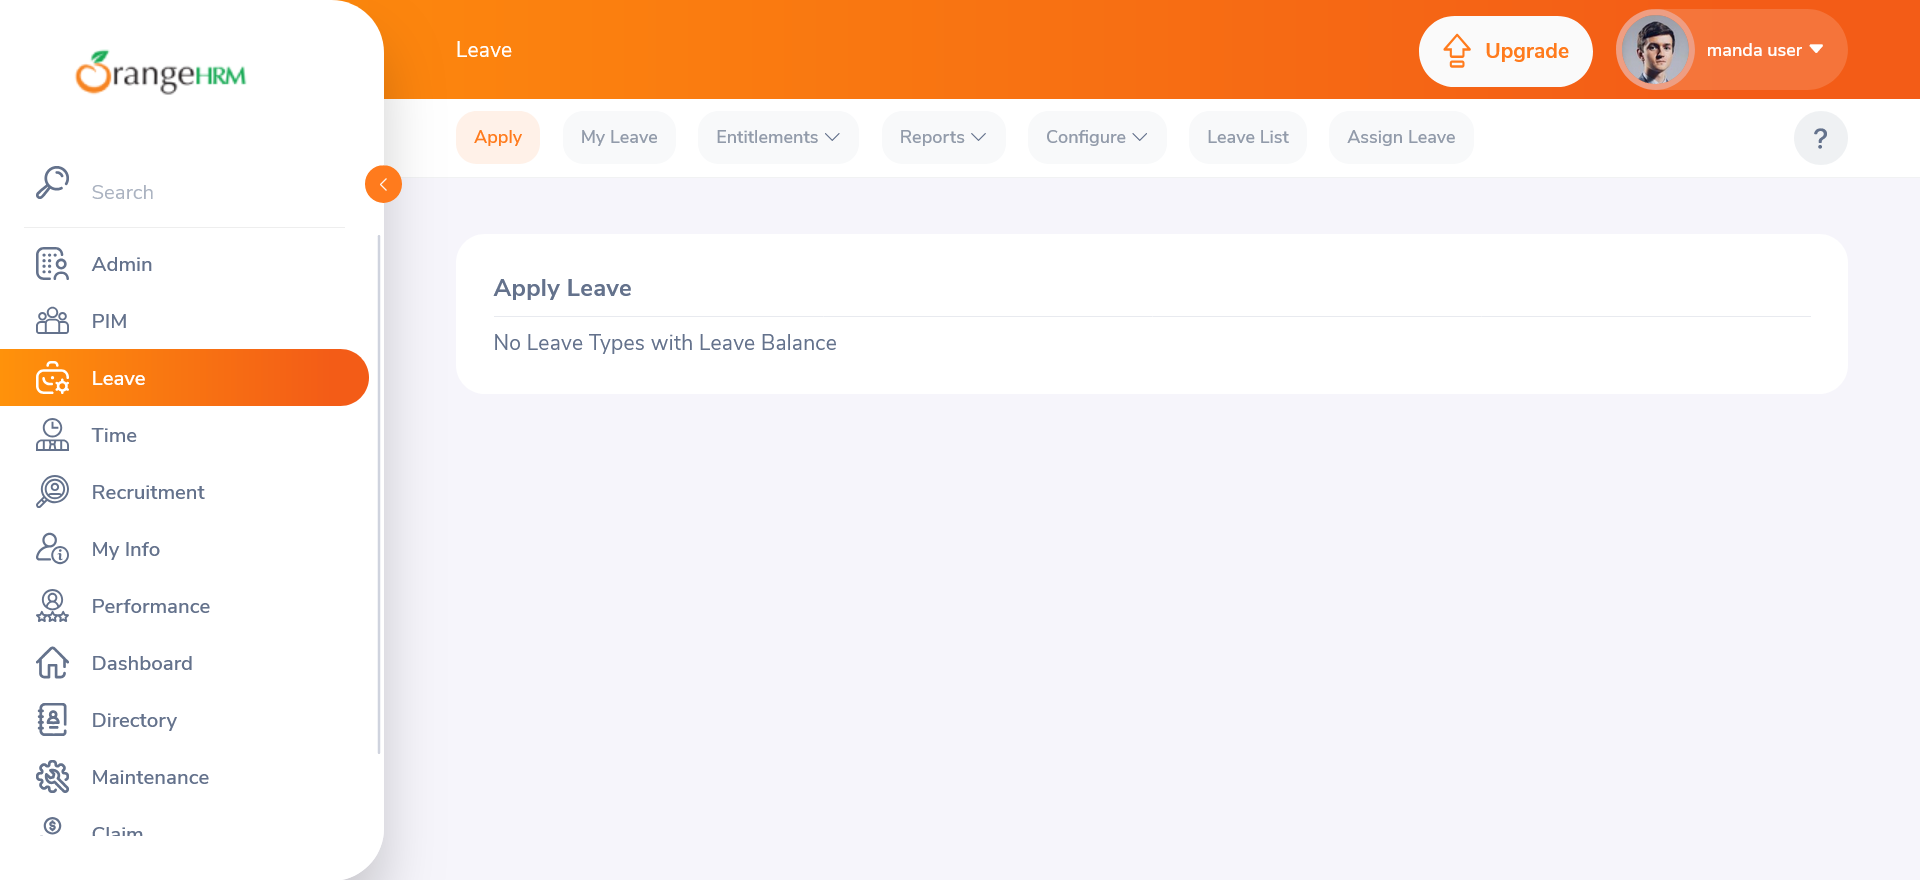 OrangeHRM
Leave
Upgrade
manda user
Apply
My Leave
Entitlements
Reports
Configure
Leave List
Assign Leave
?
Search
Admin
PIM
Leave
Time
Recruitment
My Info
Performance
Dashboard
Directory
Maintenance
Claim
Apply Leave
No Leave Types with Leave Balance